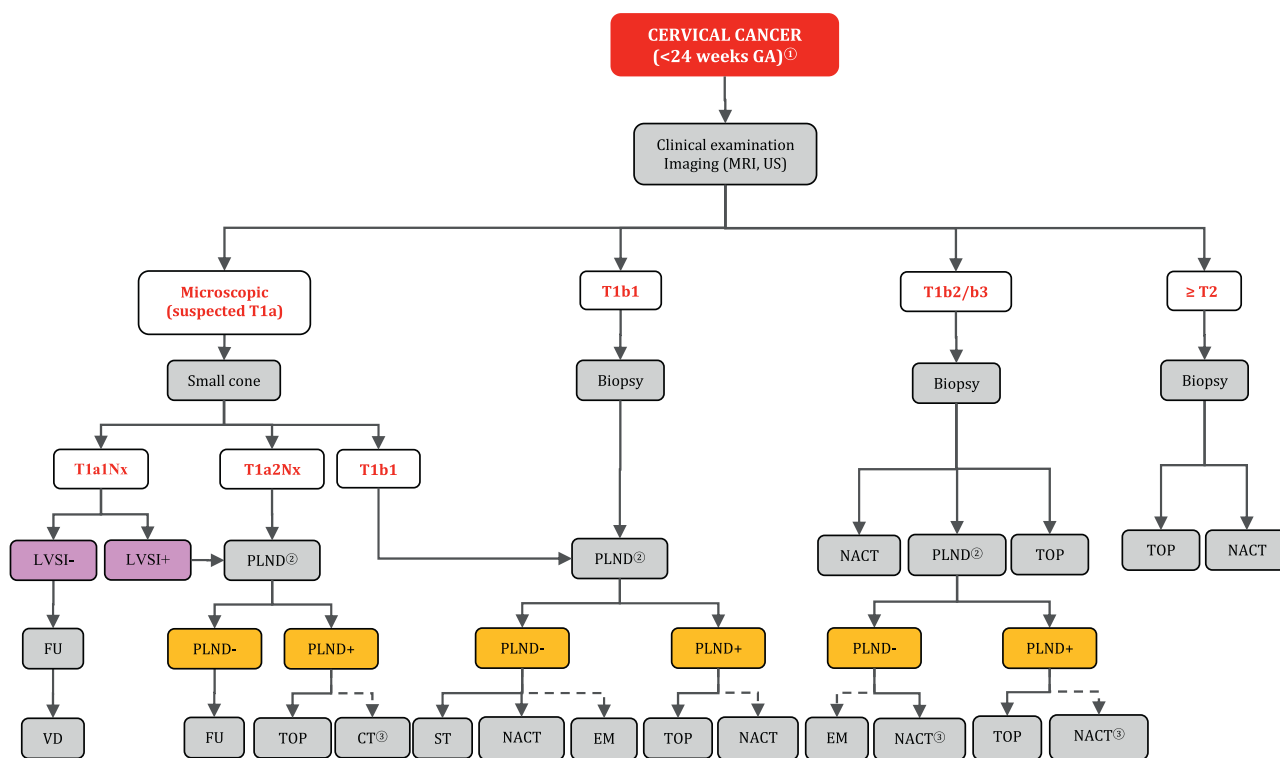 CERVICAL CANCER
(<24 weeks GA)①
Clinical examination
Imaging (MRI, US)
Microscopic
(suspected T1a)
T1b1
T1b2/b3
≥ T2
Small cone
Biopsy
Biopsy
Biopsy
T1a1Nx
T1a2Nx
T1b1
LVSI-
LVSI+
PLND②
PLND②
NACT
PLND②
TOP
TOP
NACT
FU
PLND-
PLND+
PLND-
PLND+
PLND-
PLND+
VD
FU
TOP
CT③
ST
NACT
EM
TOP
NACT
EM
NACT③
TOP
NACT③